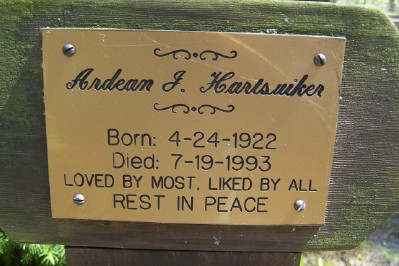 Ardean J. Hartsuiker
Born: 4-24-1922
Died: 7-19-1993
LOVED BY MOST, LIKED BY ALL
REST IN PEACE